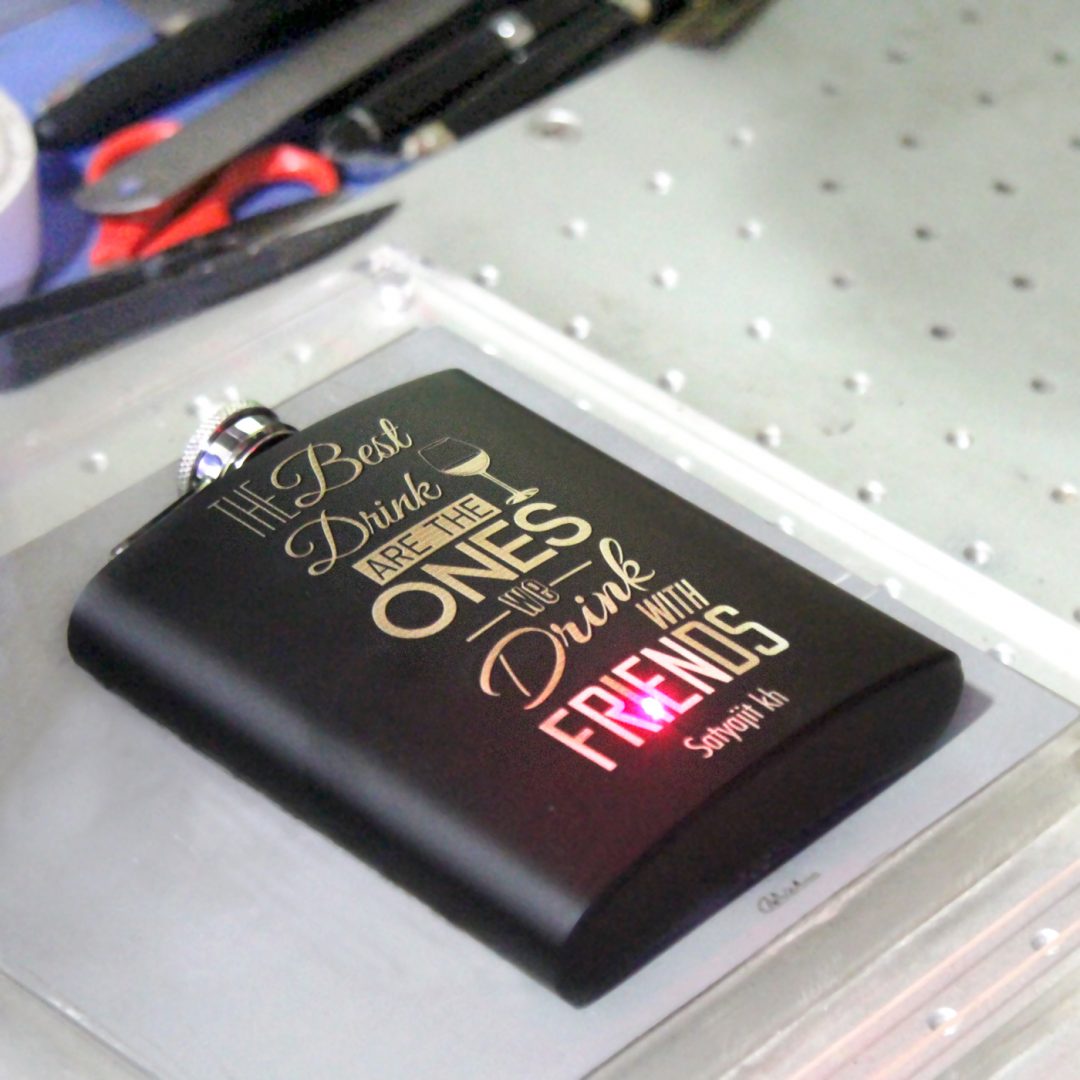 THE Best
Drink
ARE THE
ONES
we
Drink
WITH
FRIENDS
Satyajit kh